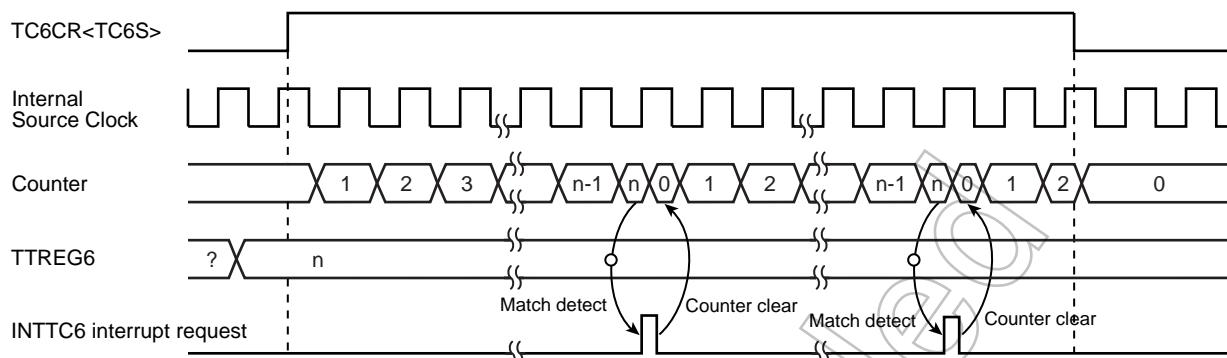 TC6CR<TC6S>
Internal
Source Clock
Counter
1 2 3 n-1 n 0 1 2 n-1 n 0 1 2 0
TTREG6
? n
Match detect Counter clear Match detect Counter clear
INTTC6 interrupt request